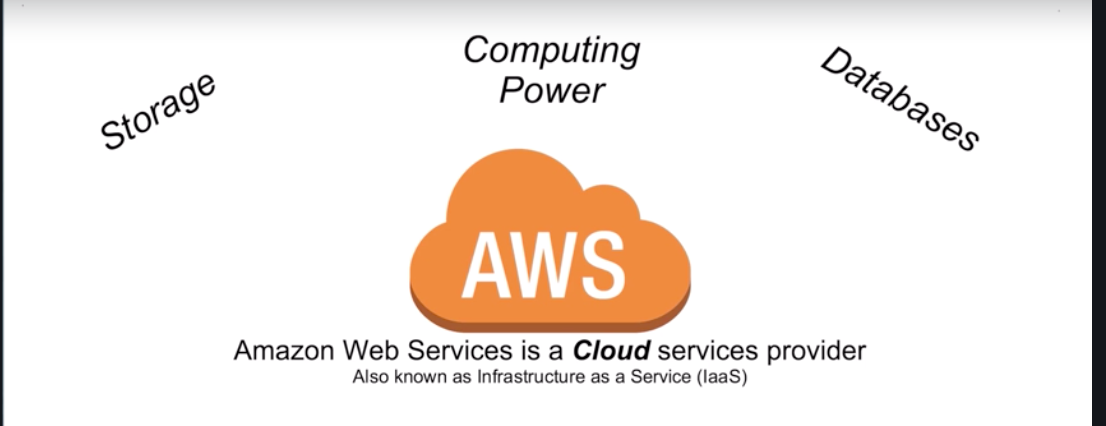 Storage
Computing
Power
Databases
AWS
Amazon Web Services is a Cloud services provider
Also known as Infrastructure as a Service (IaaS)